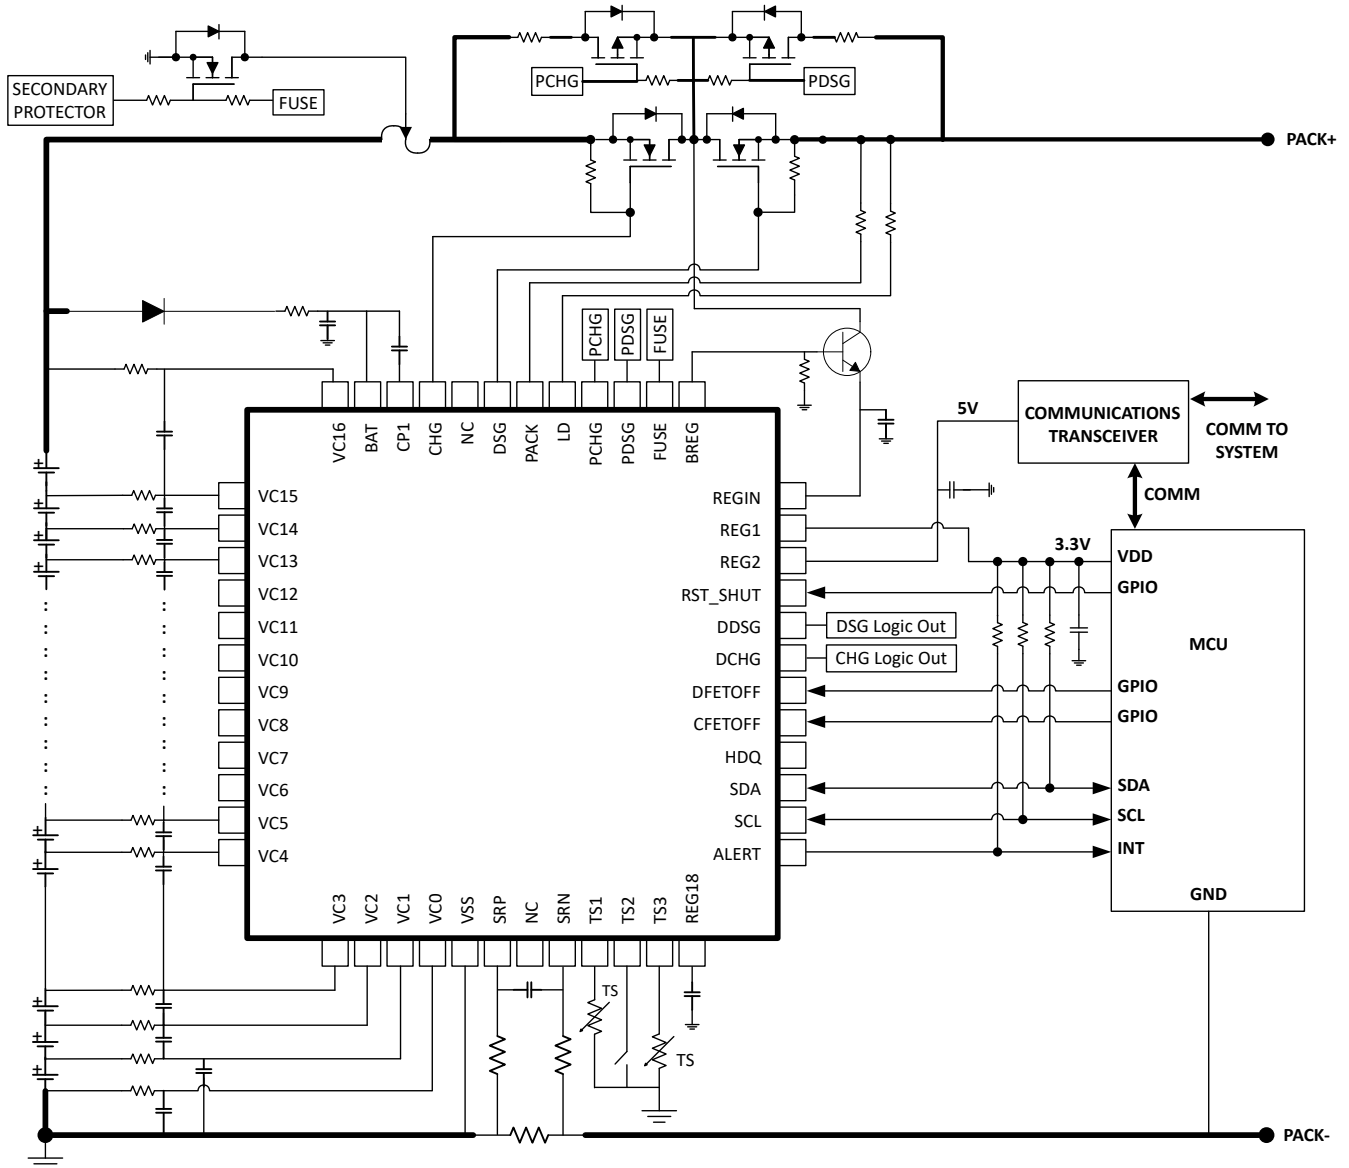 SECONDARY
PROTECTOR
FUSE
PCHG
PDSG
PACK+
PCHG
PDSG
FUSE
VC16
BAT
CP1
CHG
NC
DSG
PACK
LD
PCHG
PDSG
FUSE
BREG
VC15
VC14
VC13
VC12
VC11
VC10
VC9
VC8
VC7
VC6
VC5
VC4
REGIN
REG1
REG2
RST_SHUT
DDSG
DCHG
DFETOFF
CFETOFF
HDQ
SDA
SCL
ALERT
DSG Logic Out
CHG Logic Out
5V
COMMUNICATIONS
TRANSCEIVER
COMM TO
SYSTEM
COMM
3.3V
VDD
GPIO
MCU
GPIO
GPIO
SDA
SCL
INT
GND
VC3
VC2
VC1
VC0
VSS
SRP
NC
SRN
TS1
TS2
TS3
REG18
TS
TS
+
+
+
+
+
+
+
+
+
PACK-